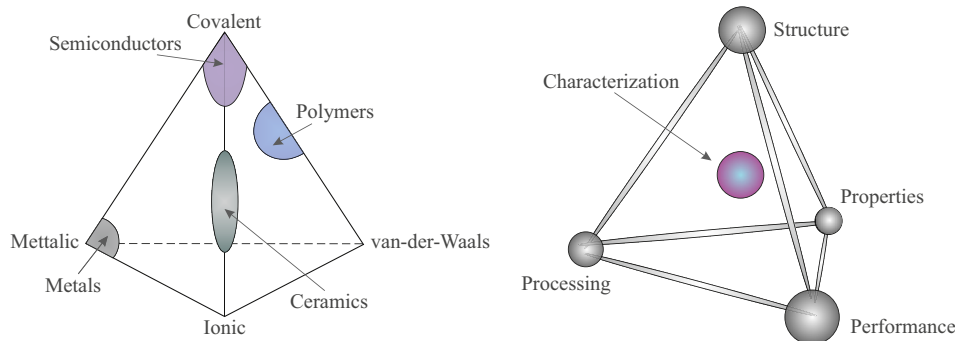 Covalent
Semiconductors
Polymers
Mettalic
van-der-Waals
Metals
Ceramics
Ionic
Structure
Characterization
Properties
Processing
Performance